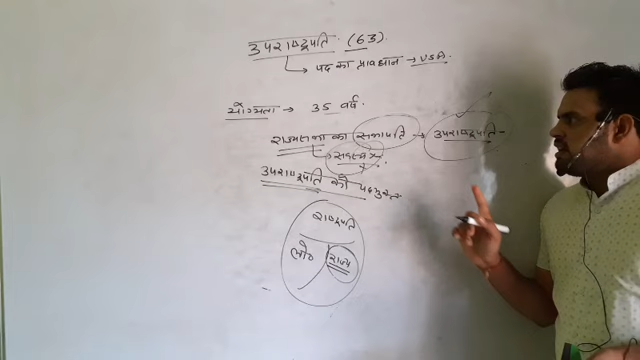 उपराष्ट्रपति (63)
→ पद का प्रावधान → USA.
योग्यता → 35 वर्ष.
राज्यसभा का सभापति → उपराष्ट्रपति -
सदस्य
उपराष्ट्रपति को पदमुक्त
राष्ट्रपति
लोक राज्य